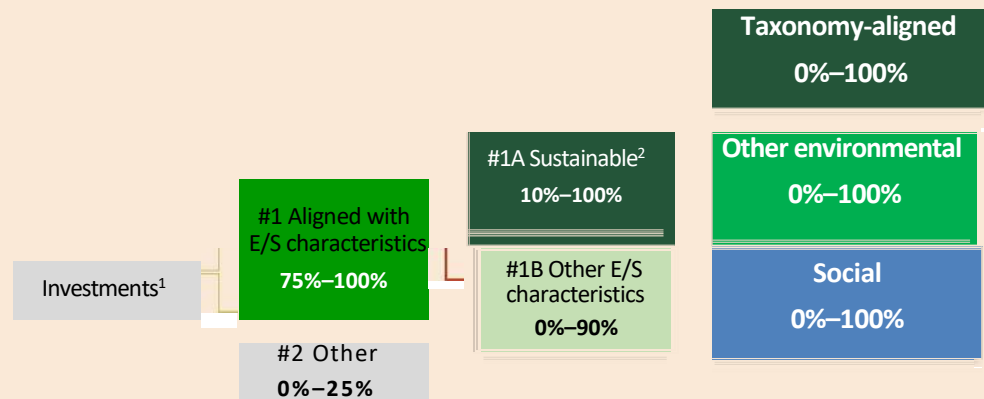 Investments¹
#1 Aligned with
E/S characteristics
75%–100%
#2 Other
0%–25%
#1A Sustainable²
10%–100%
#1B Other E/S
characteristics
0%–90%
Taxonomy-aligned
0%–100%
Other environmental
0%–100%
Social
0%–100%